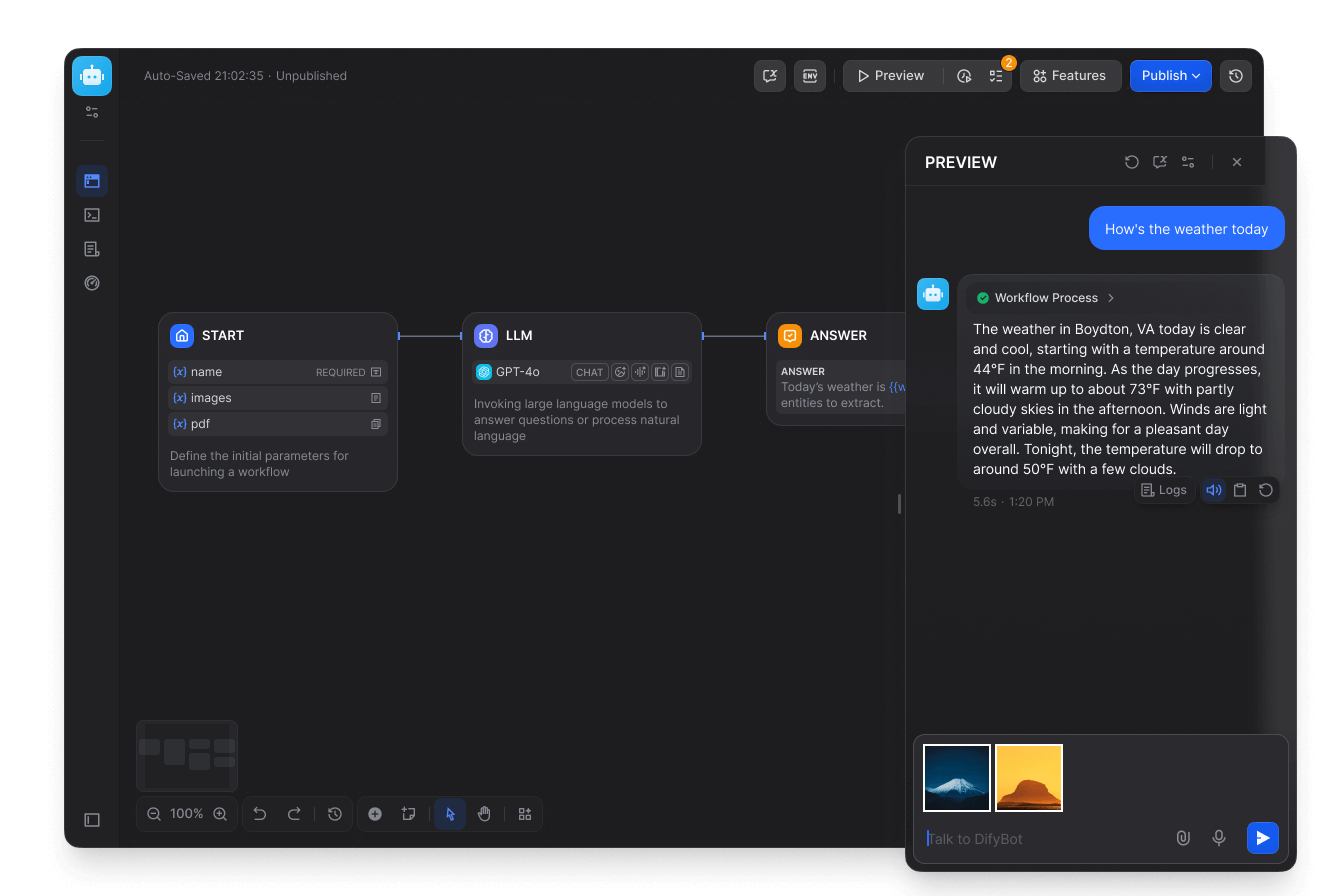 Auto-Saved 21:02:35 · Unpublished
ENV
Preview
2
Features
Publish
PREVIEW
How's the weather today
Workflow Process
The weather in Boydton, VA today is clear
and cool, starting with a temperature around
44°F in the morning. As the day progresses,
it will warm up to about 73°F with partly
cloudy skies in the afternoon. Winds are light
and variable, making for a pleasant day
overall. Tonight, the temperature will drop to
around 50°F with a few clouds.
Logs
5.6s · 1:20 PM
START
(x) name REQUIRED
(x) images
(x) pdf
Define the initial parameters for
launching a workflow
LLM
GPT-4o CHAT
Invoking large language models to
answer questions or process natural
language
ANSWER
ANSWER
Today's weather is {{w
entities to extract.
100%
Talk to DifyBot